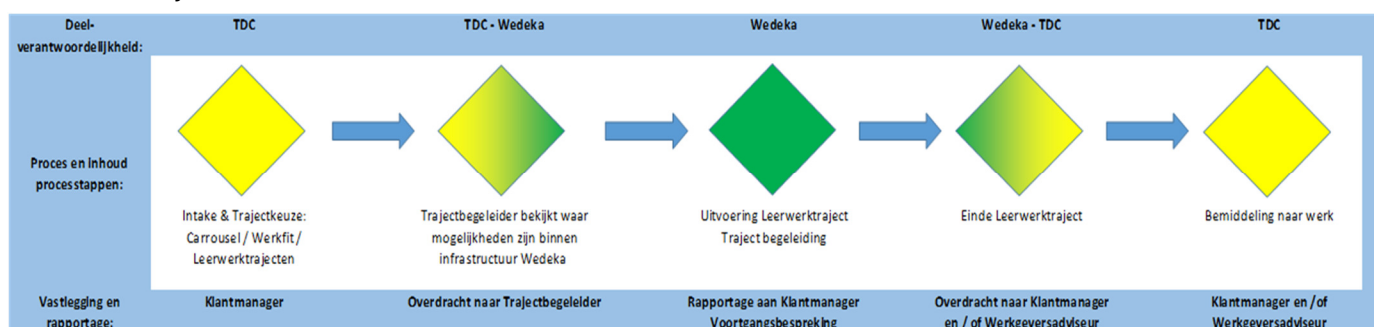 Deel-
verantwoordelijkheid:
TDC
TDC - Wedeka
Wedeka
Wedeka - TDC
TDC
Proces en inhoud
processtappen:
Intake & Trajectkeuze:
Carrousel / Werkfit /
Leerwerktrajecten
Trajectbegeleider bekijkt waar
mogelijkheden zijn binnen
infrastructuur Wedeka
Uitvoering Leerwerktraject
Traject begeleiding
Einde Leerwerktraject
Bemiddeling naar werk
Vastlegging en
rapportage:
Klantmanager
Overdracht naar Trajectbegeleider
Rapportage aan Klantmanager
Voortgangsbespreking
Overdracht naar Klantmanager
en / of Werkgeversadviseur
Klantmanager en /of
Werkgeversadviseur